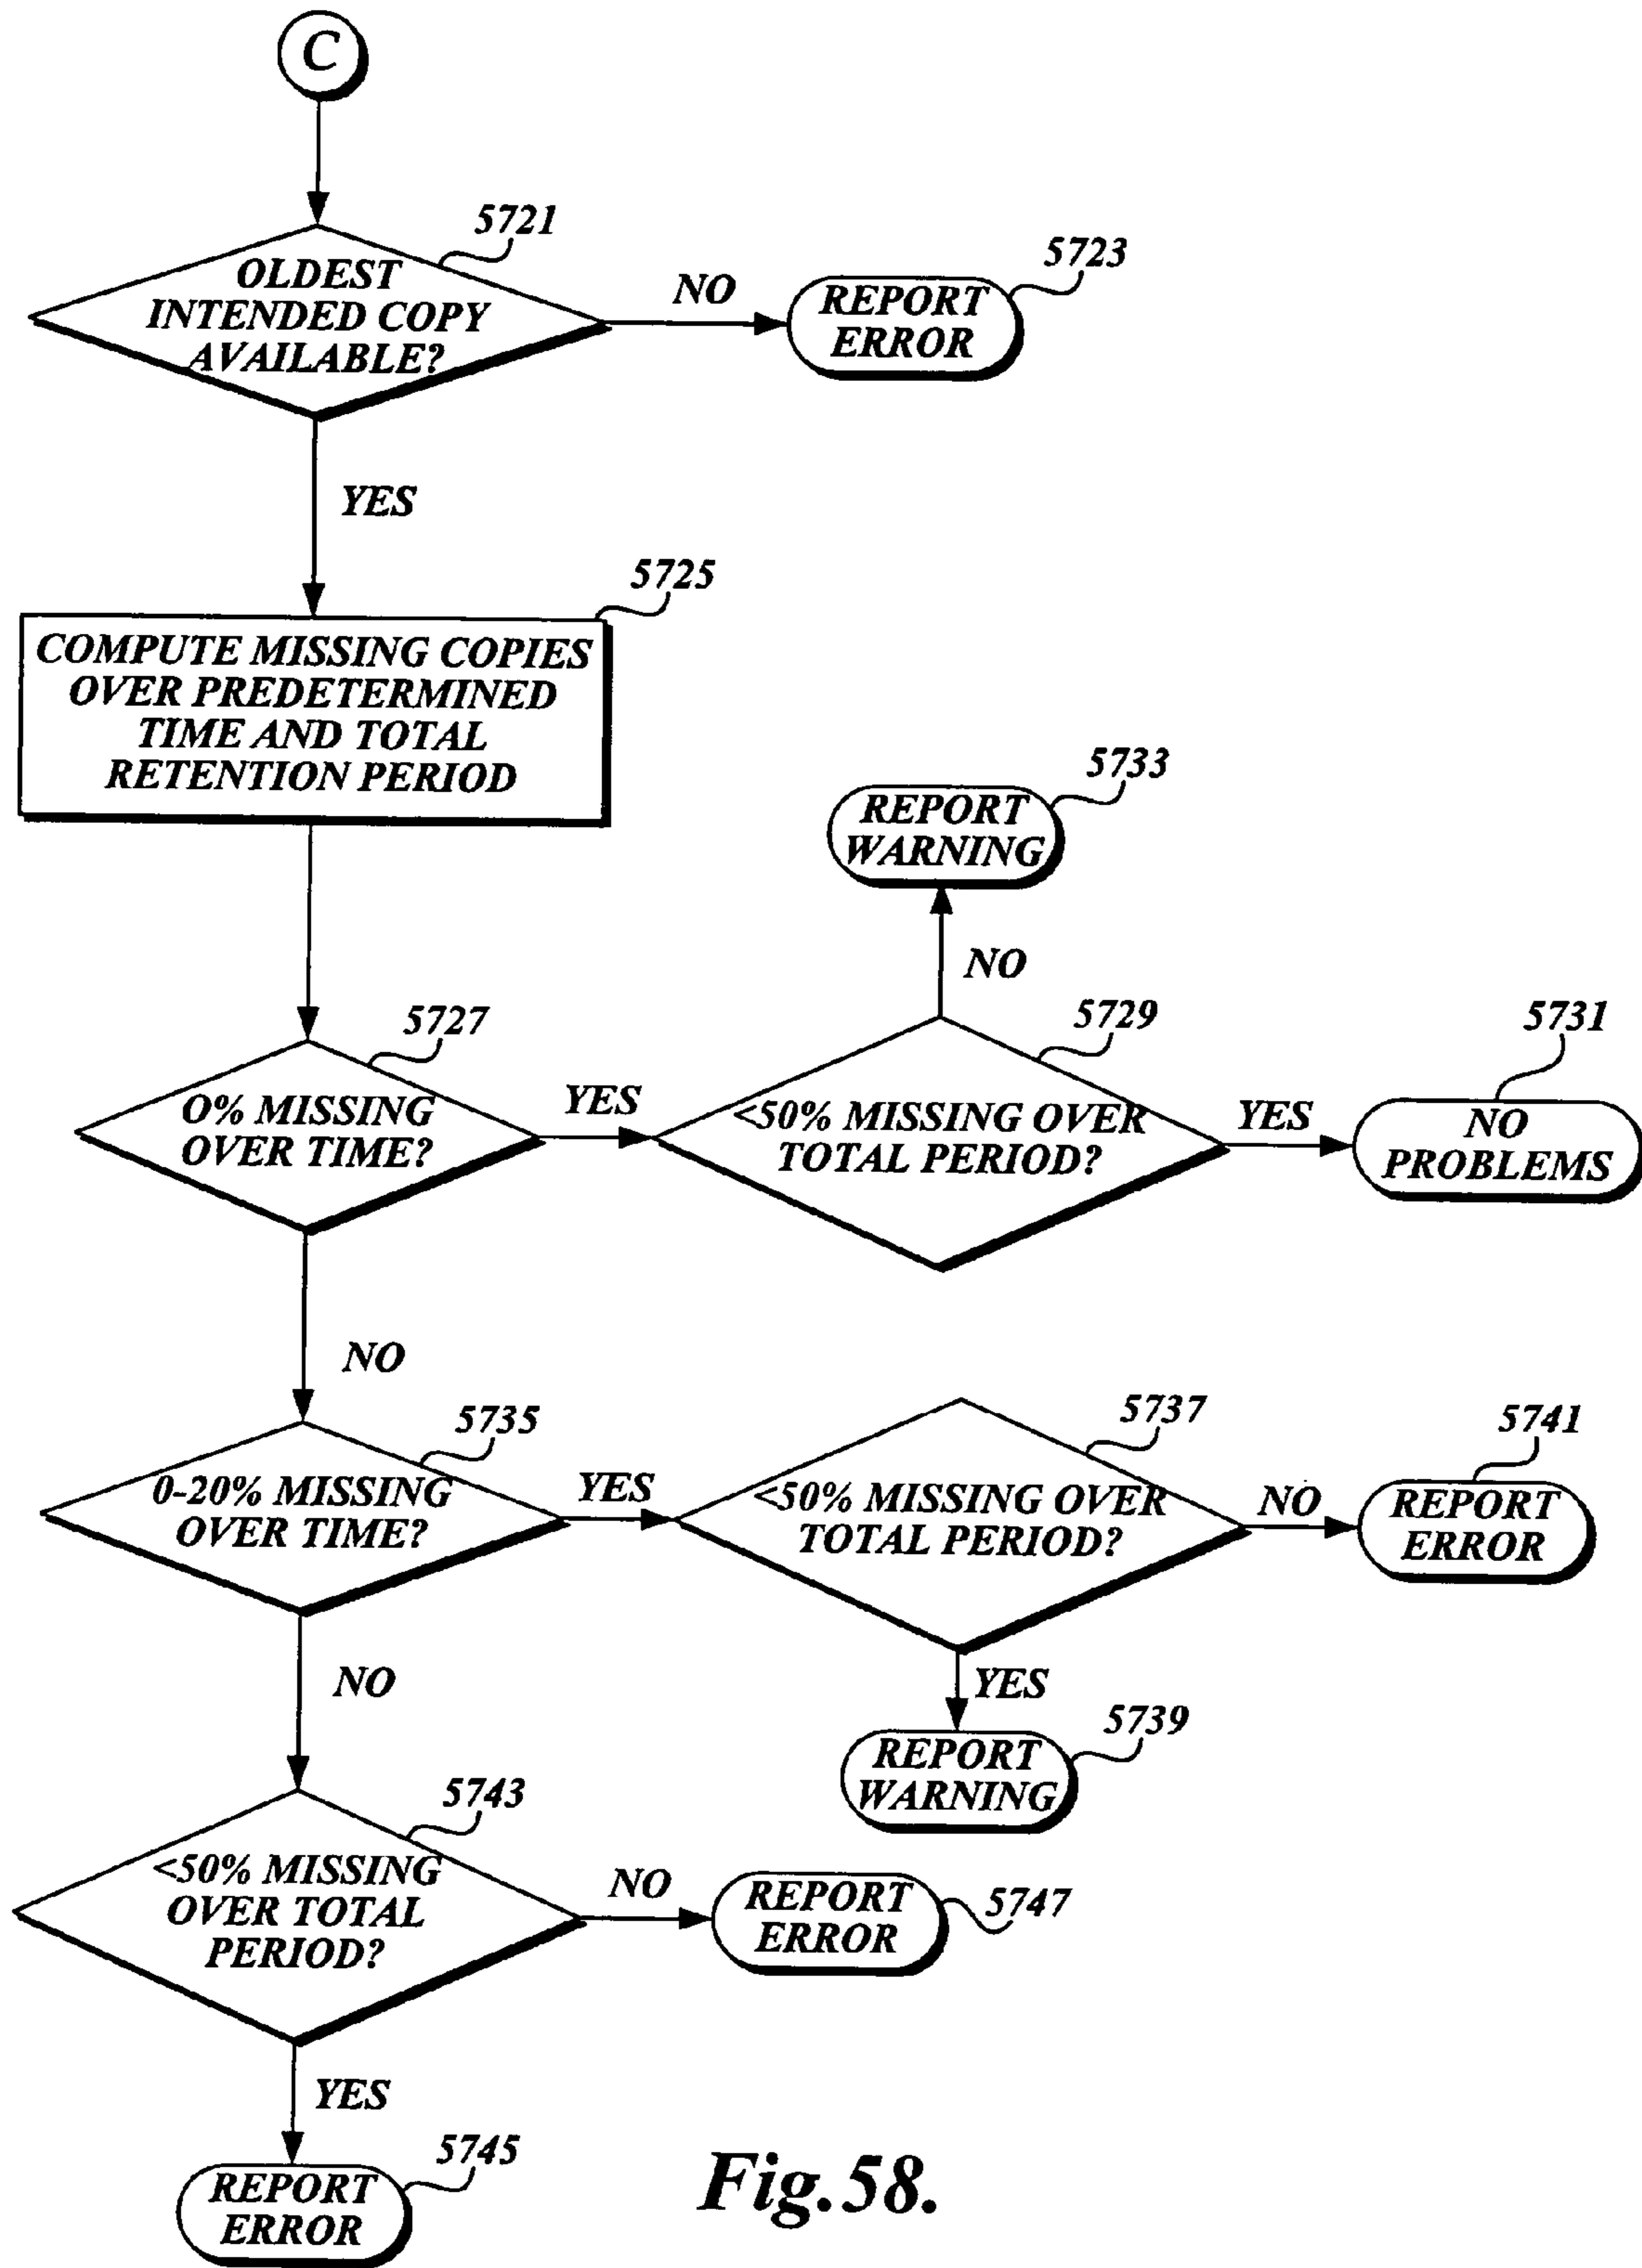 C
5721
OLDEST
INTENDED COPY
AVAILABLE?
NO
5723
REPORT
ERROR
YES
5725
COMPUTE MISSING COPIES
OVER PREDETERMINED
TIME AND TOTAL
RETENTION PERIOD
5733
REPORT
WARNING
NO
5727
O% MISSING
OVER TIME?
YES
5729
<50% MISSING OVER
TOTAL PERIOD?
YES
5731
NO
PROBLEMS
NO
5735
0-20% MISSING
OVER TIME?
YES
5737
<50% MISSING OVER
TOTAL PERIOD?
NO
5741
REPORT
ERROR
YES
5739
REPORT
WARNING
NO
5743
<50% MISSING
OVER TOTAL
PERIOD?
NO
REPORT
ERROR
5747
YES
5745
REPORT
ERROR
Fig.58.